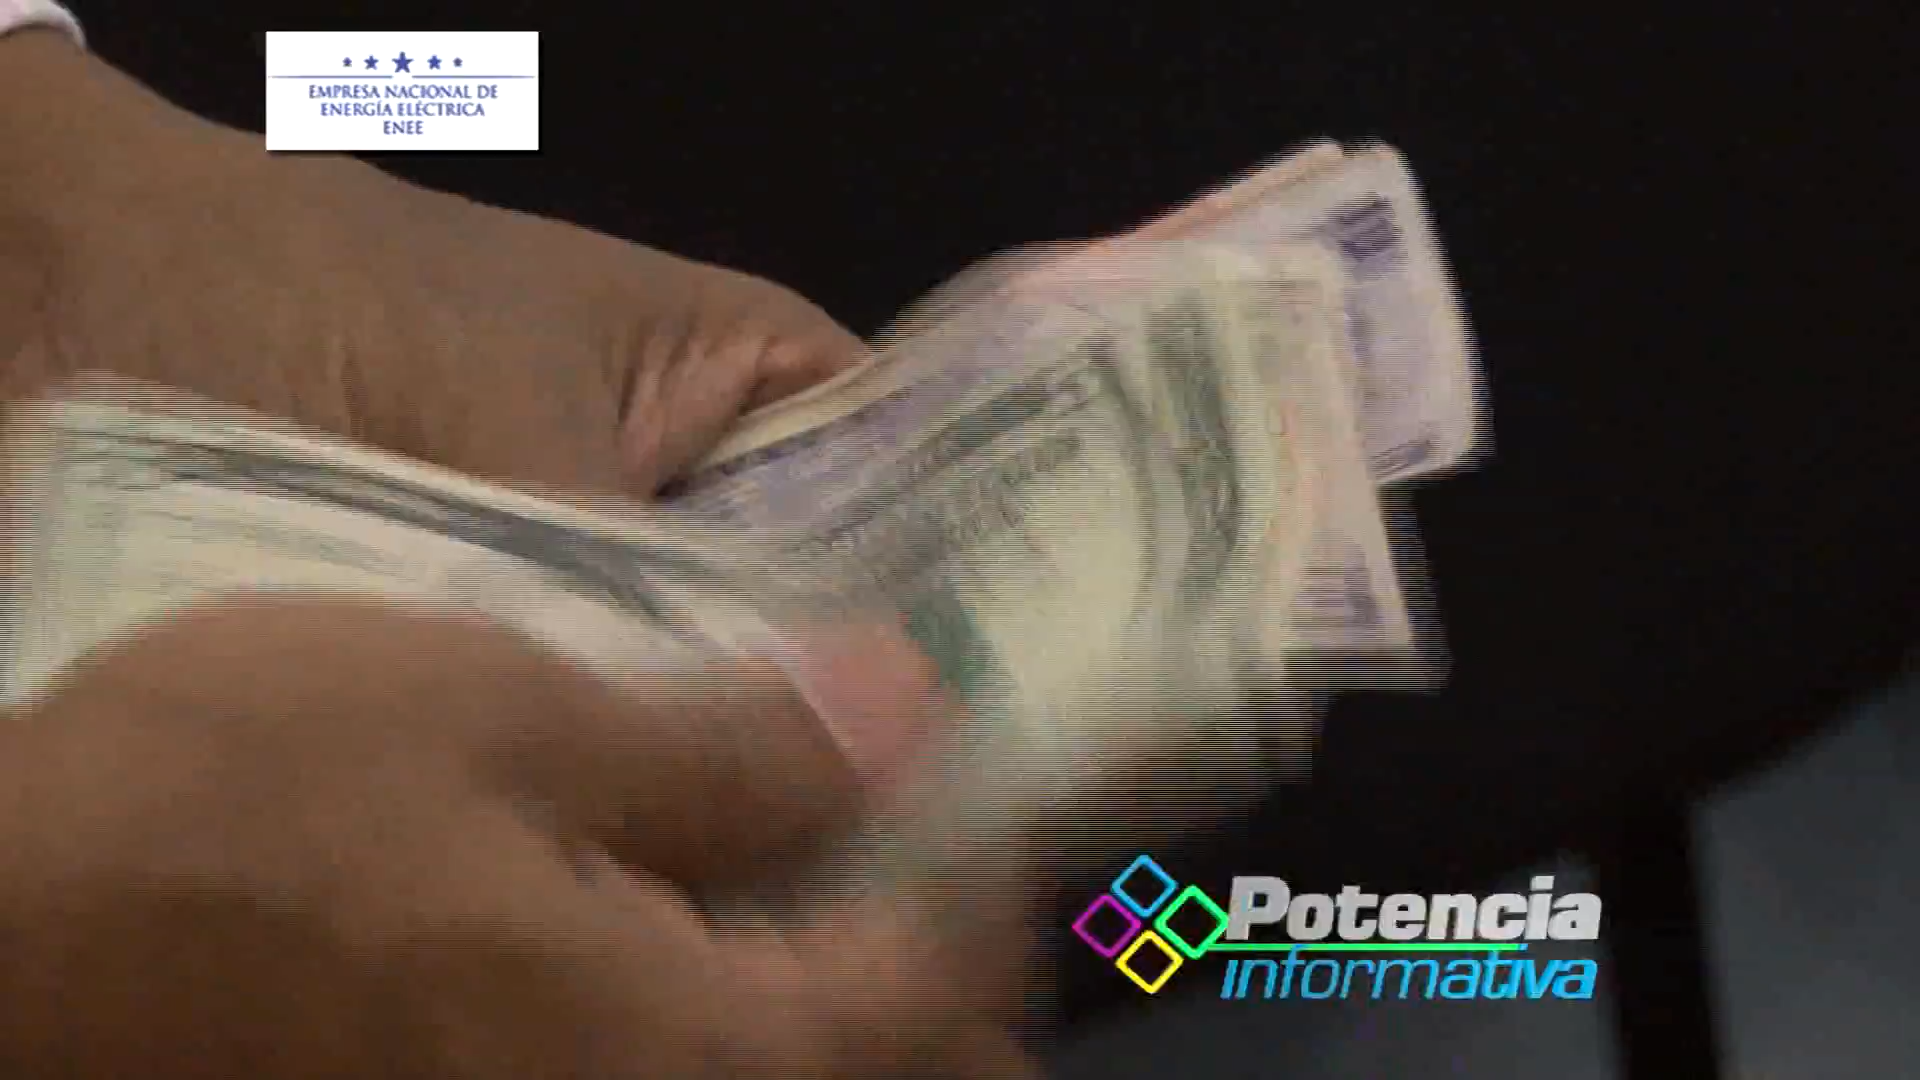 EMPRESA NACIONAL DE
ENERGÍA ELÉCTRICA
ENEE
Potencia
informativa